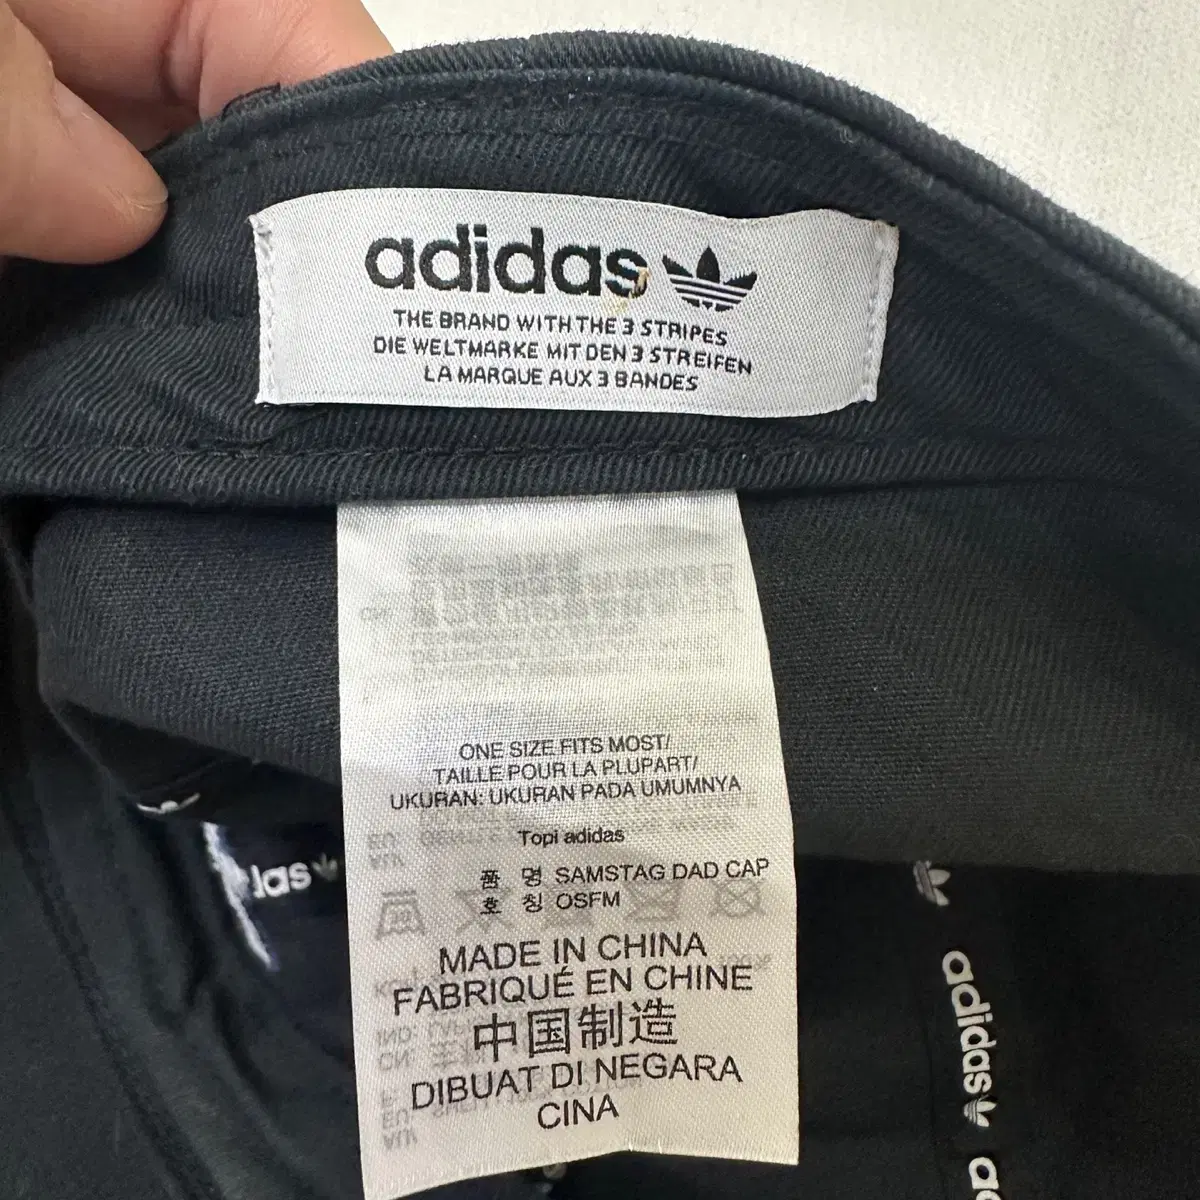 adidas
THE BRAND WITH THE 3 STRIPES
DIE WELTMARKE MIT DEN 3 STREIFEN
LA MARQUE AUX 3 BANDES
ONE SIZE FITS MOST/
TAILLE POUR LA PLUPART/
UKURAN: UKURAN PADA UMUMNYA
Topi adidas
품 명 SAMSTAG DAD CAP
호 칭 OSFM
MADE IN CHINA
FABRIQUÉ EN CHINE
中国制造
DIBUAT DI NEGARA
CINA
las
adidas